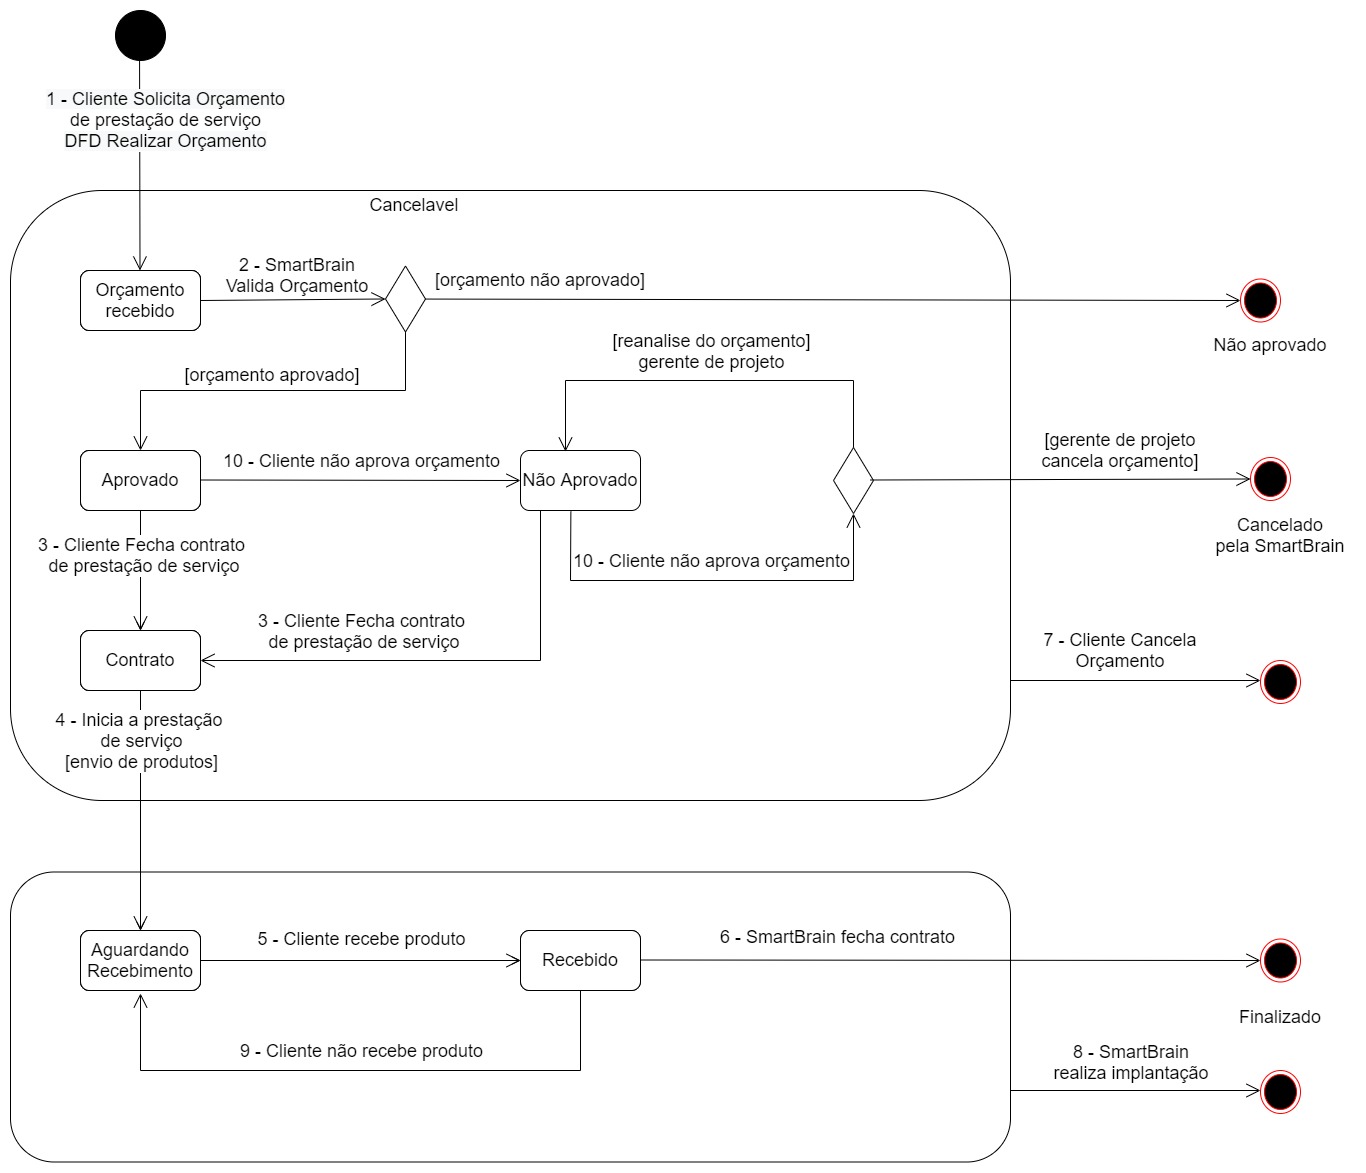 1 - Cliente Solicita Orçamento
de prestação de serviço
DFD Realizar Orçamento
Cancelavel
Orçamento
recebido
2 - SmartBrain
Valida Orçamento
[orçamento não aprovado]
Não aprovado
[orçamento aprovado]
[reanalise do orçamento]
gerente de projeto
Aprovado
10 - Cliente não aprova orçamento
Não Aprovado
[gerente de projeto
cancela orçamento]
Cancelado
pela SmartBrain
3 - Cliente Fecha contrato
de prestação de serviço
10 - Cliente não aprova orçamento
3 - Cliente Fecha contrato
de prestação de serviço
Contrato
7 - Cliente Cancela
Orçamento
4 - Inicia a prestação
de serviço
[envio de produtos]
Aguardando
Recebimento
5 - Cliente recebe produto
Recebido
6 - SmartBrain fecha contrato
Finalizado
9 - Cliente não recebe produto
8 - SmartBrain
realiza implantação